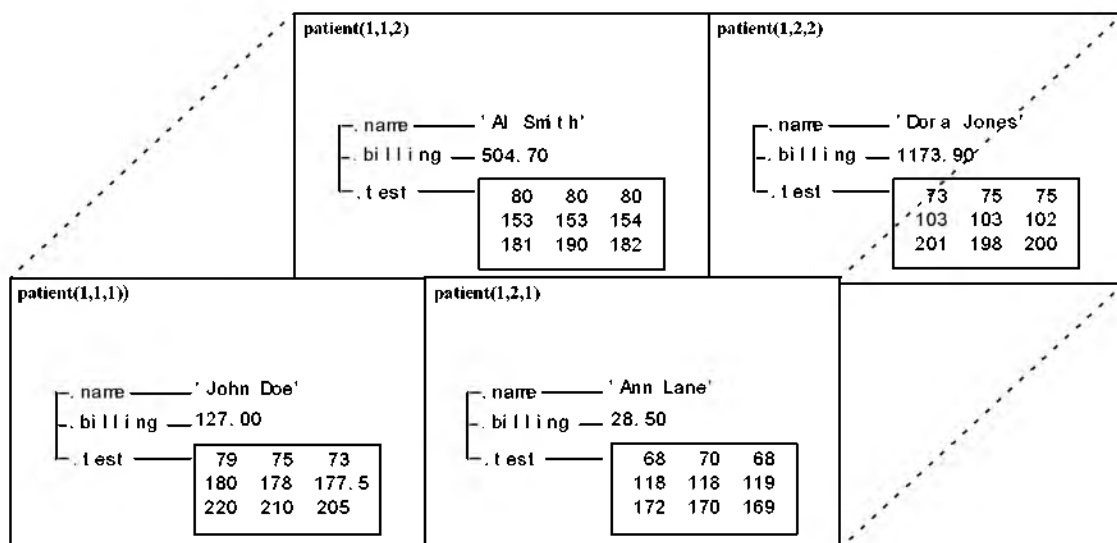 patient(1,1,2)
.name 'Al Smith'
.billing 504.70
.test
80 80 80
153 153 154
181 190 182
patient(1,2,2)
.name 'Dora Jones'
.billing 1173.90
.test
73 75 75
103 103 102
201 198 200
patient(1,1,1))
.name 'John Doe'
.billing 127.00
.test
79 75 73
180 178 177.5
220 210 205
patient(1,2,1)
.name 'Ann Lane'
.billing 28.50
.test
68 70 68
118 118 119
172 170 169